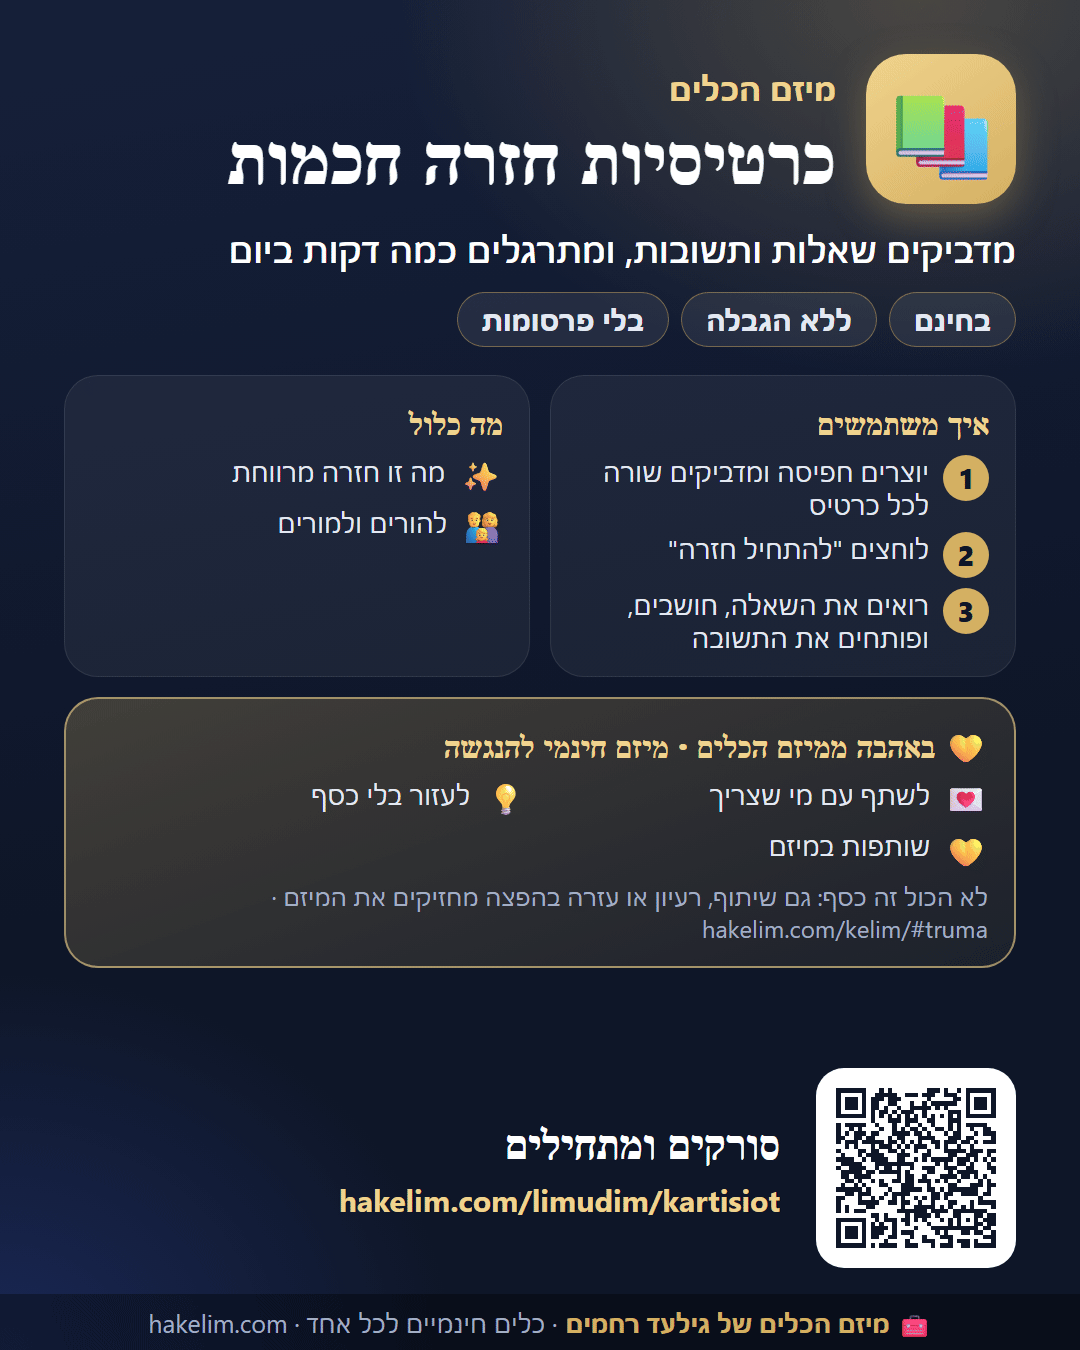 מיזם הכלים
כרטיסיות חזרה חכמות
מדביקים שאלות ותשובות, ומתרגלים כמה דקות ביום
בחינם
ללא הגבלה
בלי פרסומות
איך משתמשים
1 יוצרים חפיסה ומדביקים שורה
לכל כרטיס
2 לוחצים "להתחיל חזרה"
3 רואים את השאלה, חושבים,
ופותחים את התשובה
מה כלול
מה זו חזרה מרווחת
להורים ולמורים
באהבה ממיזם הכלים • מיזם חינמי להנגשה
לשתף עם מי שצריך
לעזור בלי כסף
שותפות במיזם
לא הכול זה כסף: גם שיתוף, רעיון או עזרה בהפצה מחזיקים את המיזם ·
hakelim.com/kelim/#truma
סורקים ומתחילים
hakelim.com/limudim/kartisiot
מיזם הכלים של גילעד רחמים · כלים חינמיים לכל אחד · hakelim.com